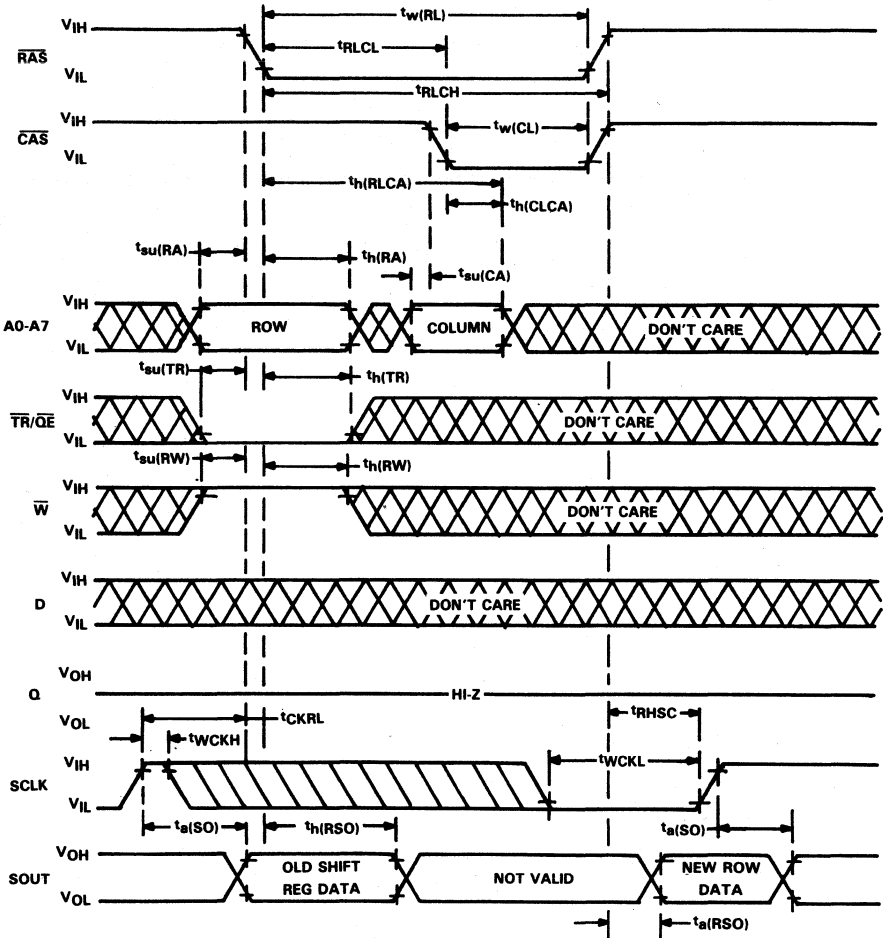 tw(RL)
VIH
RAS
VIL
tRLCL
tRLCH
VIH
CAS
VIL
tw(CL)
th(RLCA)
th(CLCA)
tsu(RA)
th(RA)
tsu(CA)
VIH
A0-A7
VIL
ROW
COLUMN
DON'T CARE
tsu(TR)
th(TR)
VIH
TR/QE
VIL
DON'T CARE
tsu(RW)
th(RW)
VIH
W
VIL
DON'T CARE
VIH
D
VIL
DON'T CARE
VOH
Q
VOL
HI-Z
tCKRL
tRHSC
tWCKH
tWCKL
VIH
SCLK
VIL
ta(SO)
th(RSO)
ta(SO)
VOH
SOUT
VOL
OLD SHIFT
REG DATA
NOT VALID
NEW ROW
DATA
ta(RSO)